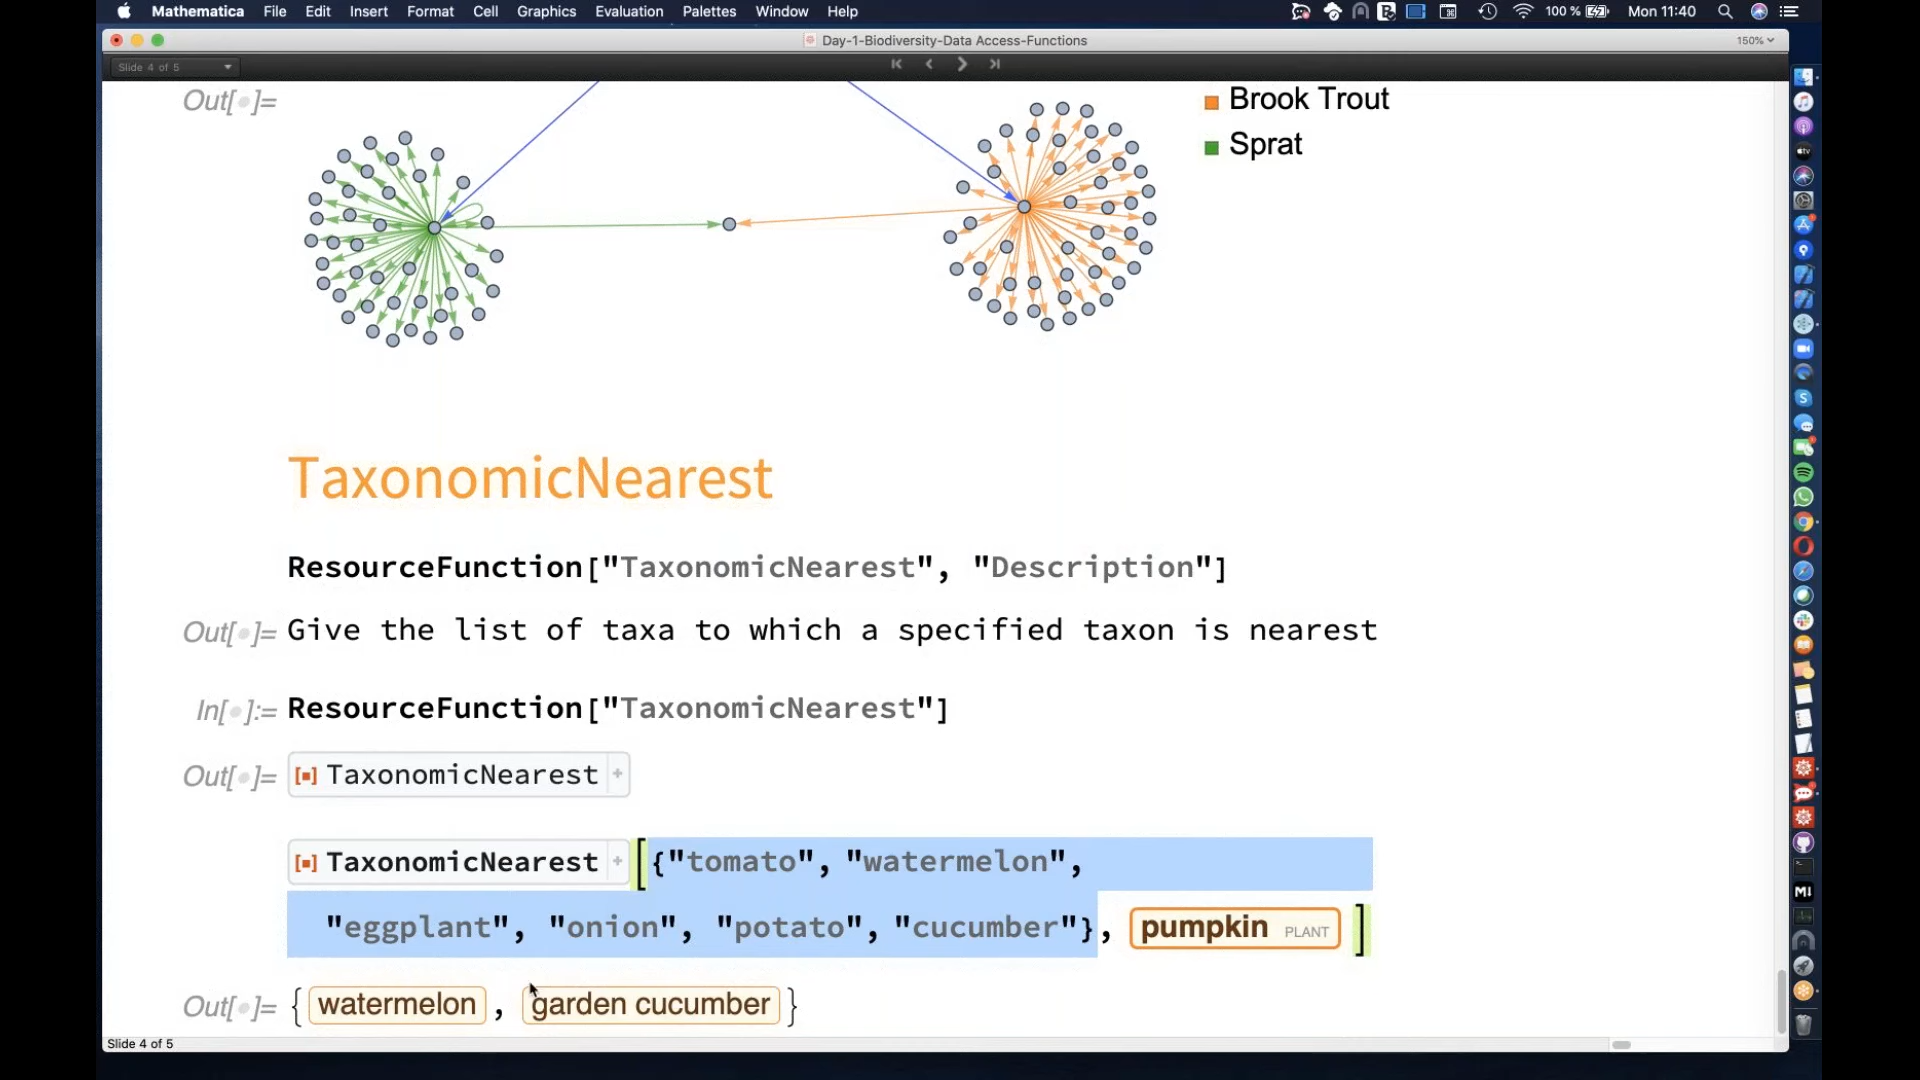 Mathematica File Edit Insert Format Cell Graphics Evaluation Palettes Window Help 100 % Mon 11:40
Day-1-Biodiversity-Data Access-Functions 150%
Slide 4 of 5
Out[ ]=
Brook Trout
Sprat
TaxonomicNearest
ResourceFunction["TaxonomicNearest", "Description"]
Out[ ]= Give the list of taxa to which a specified taxon is nearest
In[ ]:= ResourceFunction["TaxonomicNearest"]
Out[ ]= [▪] TaxonomicNearest +
[▪] TaxonomicNearest + [{"tomato", "watermelon",
"eggplant", "onion", "potato", "cucumber"}, pumpkin PLANT ]
Out[ ]= { watermelon , garden cucumber }
Slide 4 of 5